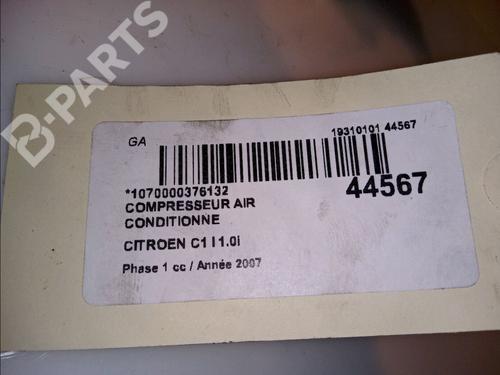 B-PARTS
GA
19310101 44567
*1070000376132
44567
COMPRESSEUR AIR
CONDITIONNE
CITROEN C1 I 1.0i
Phase 1 cc / Année 2007